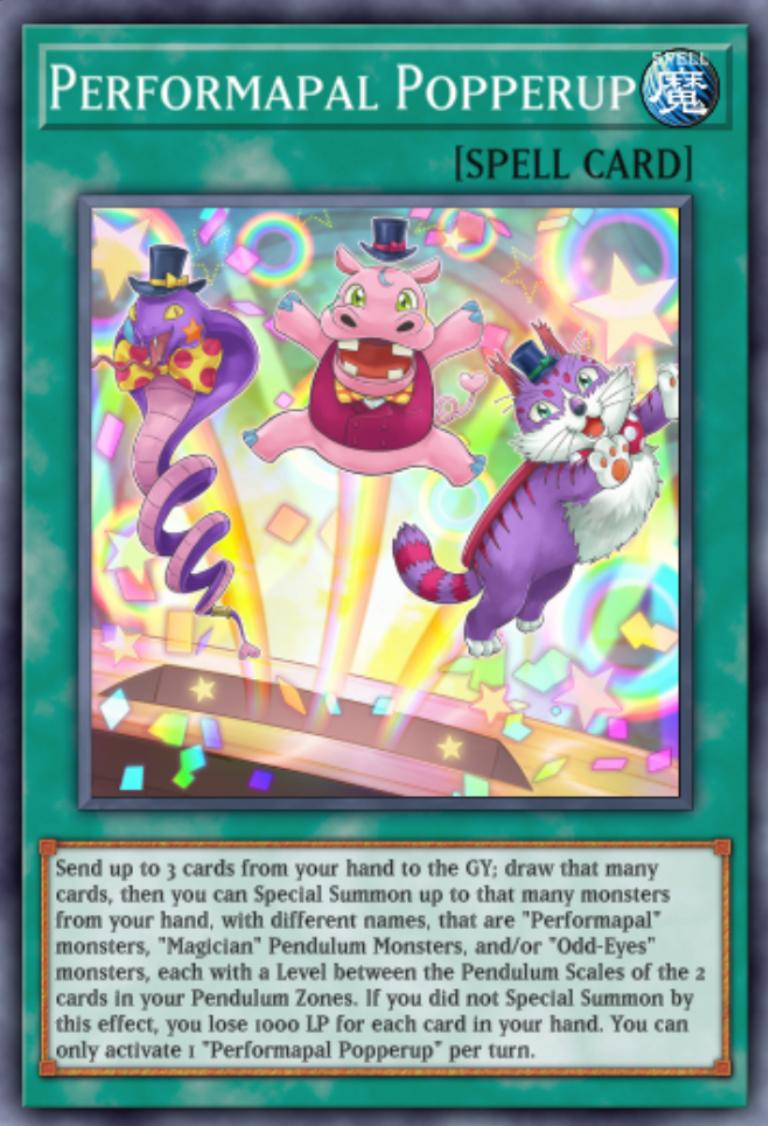 PERFORMAPAL POPPERUP
SPELL
魔
[SPELL CARD]
Send up to 3 cards from your hand to the GY; draw that many
cards, then you can Special Summon up to that many monsters
from your hand, with different names, that are "Performapal"
monsters, "Magician" Pendulum Monsters, and/or "Odd-Eyes"
monsters, each with a Level between the Pendulum Scales of the 2
cards in your Pendulum Zones. If you did not Special Summon by
this effect, you lose 1000 LP for each card in your hand. You can
only activate 1 "Performapal Popperup" per turn.